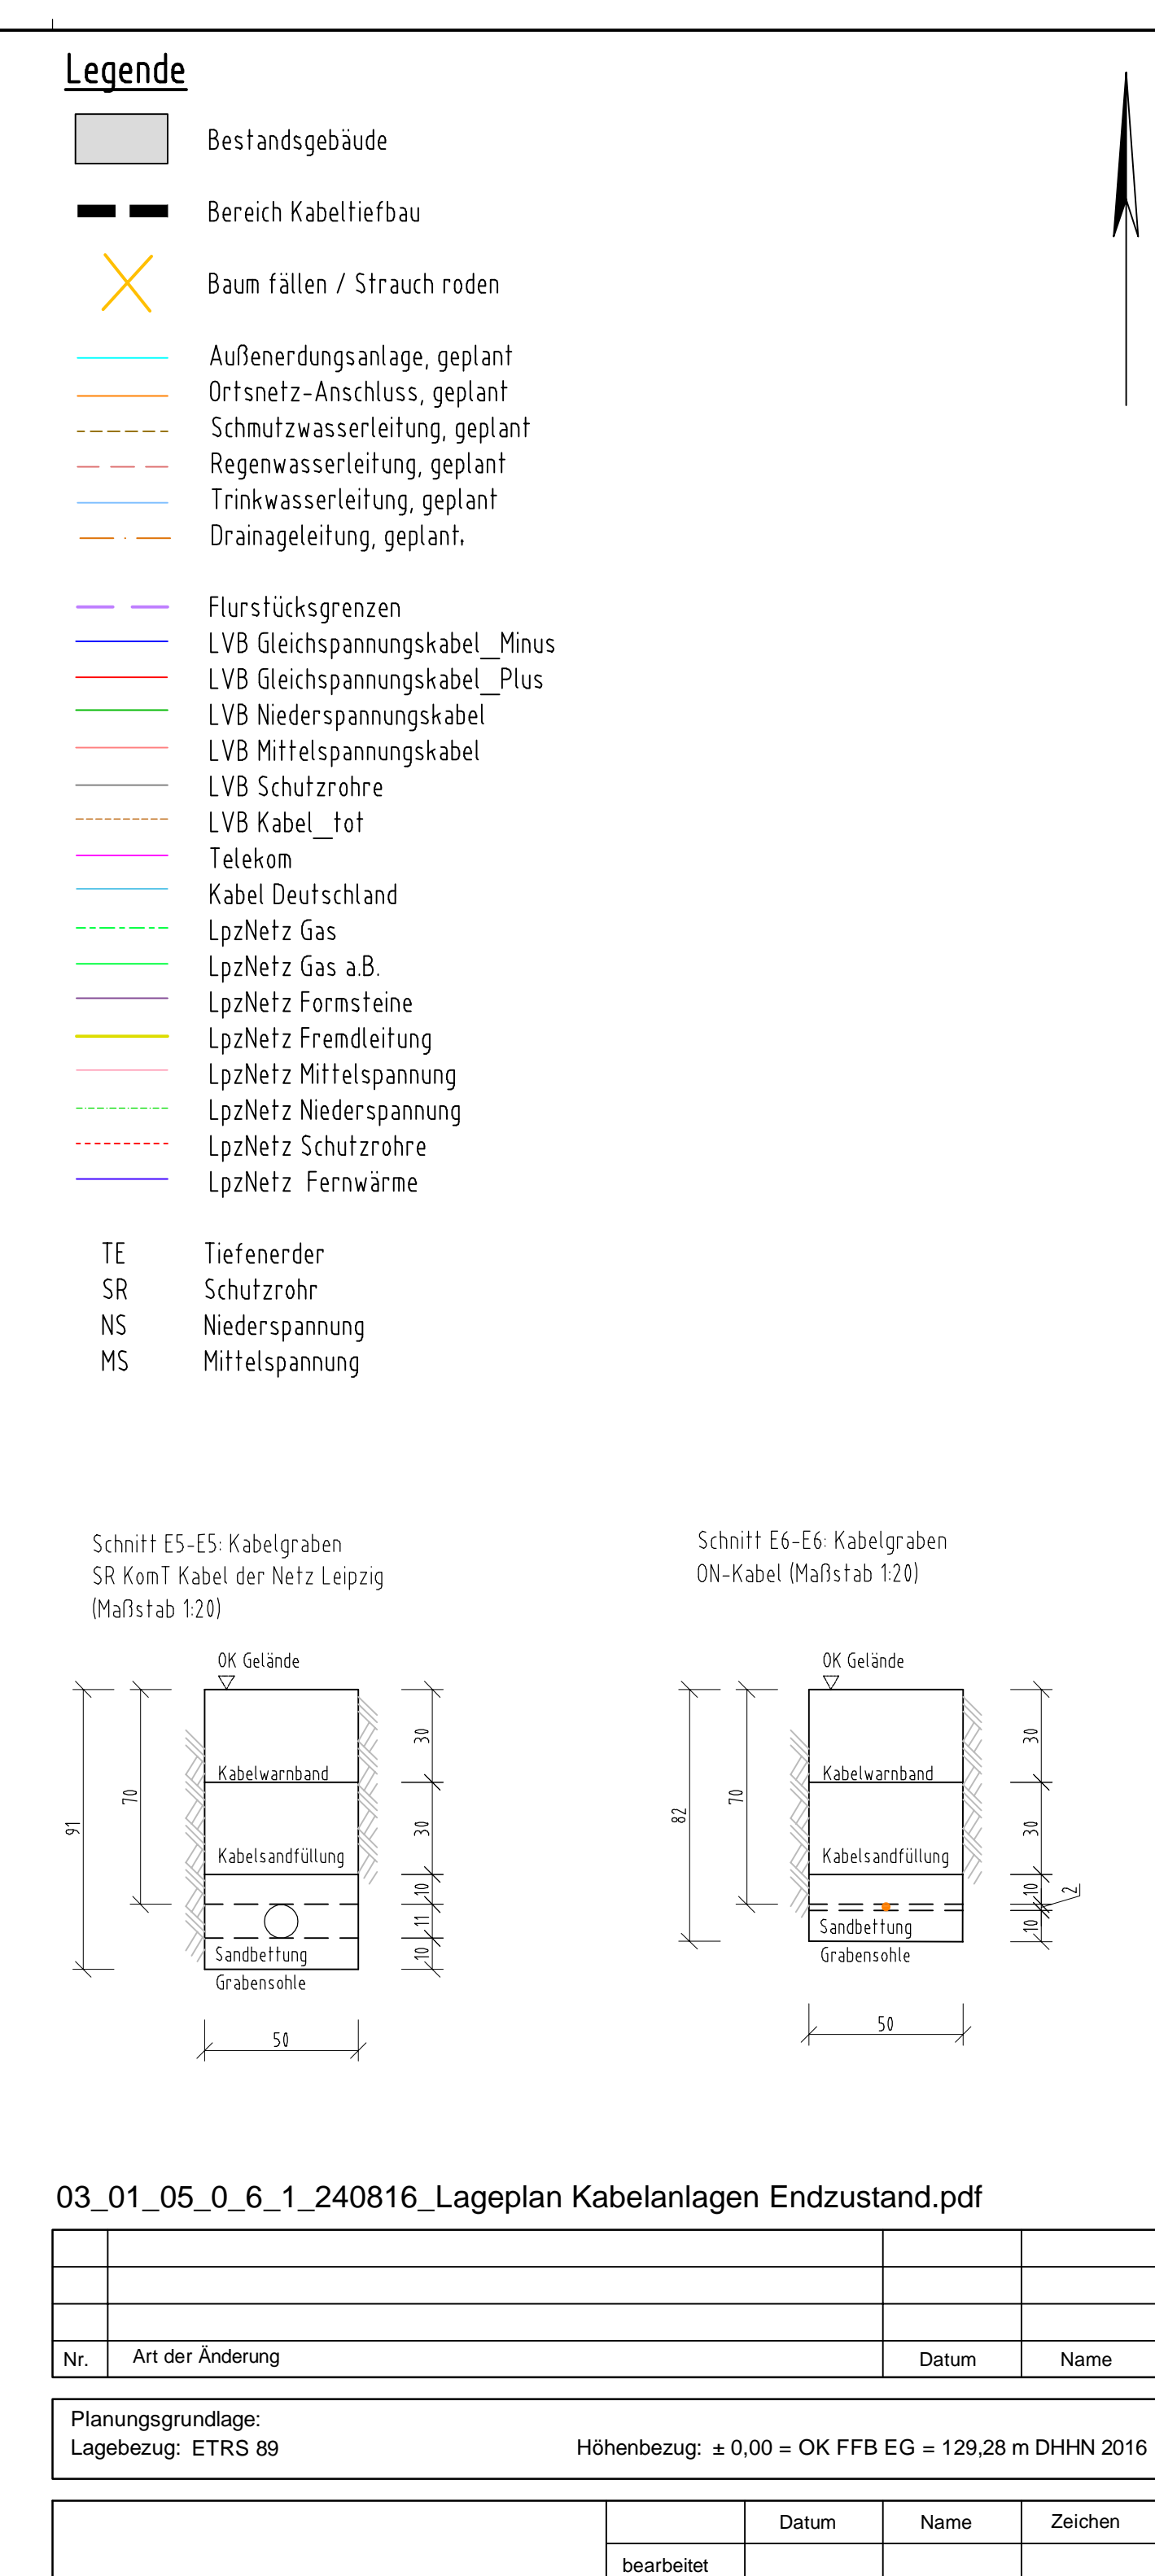 Legende
Bestandsgebäude
Bereich Kabeltiefbau
Baum fällen / Strauch roden
Außenerdungsanlage, geplant
Ortsnetz-Anschluss, geplant
Schmutzwasserleitung, geplant
Regenwasserleitung, geplant
Trinkwasserleitung, geplant
Drainageleitung, geplant.
Flurstücksgrenzen
LVB Gleichspannungskabel_Minus
LVB Gleichspannungskabel_Plus
LVB Niederspannungskabel
LVB Mittelspannungskabel
LVB Schutzrohre
LVB Kabel_tot
Telekom
Kabel Deutschland
LpzNetz Gas
LpzNetz Gas a.B.
LpzNetz Formsteine
LpzNetz Fremdleitung
LpzNetz Mittelspannung
LpzNetz Niederspannung
LpzNetz Schutzrohre
LpzNetz Fernwärme
TE Tiefenerder
SR Schutzrohr
NS Niederspannung
MS Mittelspannung
Schnitt E5-E5: Kabelgraben
SR KomT Kabel der Netz Leipzig
(Maßstab 1:20)
OK Gelände
Kabelwarnband
Kabelsandfüllung
Sandbettung
Grabensohle
91
70
30
30
10
11
10
50
Schnitt E6-E6: Kabelgraben
ON-Kabel (Maßstab 1:20)
OK Gelände
Kabelwarnband
Kabelsandfüllung
Sandbettung
Grabensohle
82
70
30
30
10
2
10
50
03_01_05_0_6_1_240816_Lageplan Kabelanlagen Endzustand.pdf
Nr. Art der Änderung Datum Name
Planungsgrundlage:
Lagebezug: ETRS 89 Höhenbezug: ± 0,00 = OK FFB EG = 129,28 m DHHN 2016
Datum Name Zeichen
bearbeitet